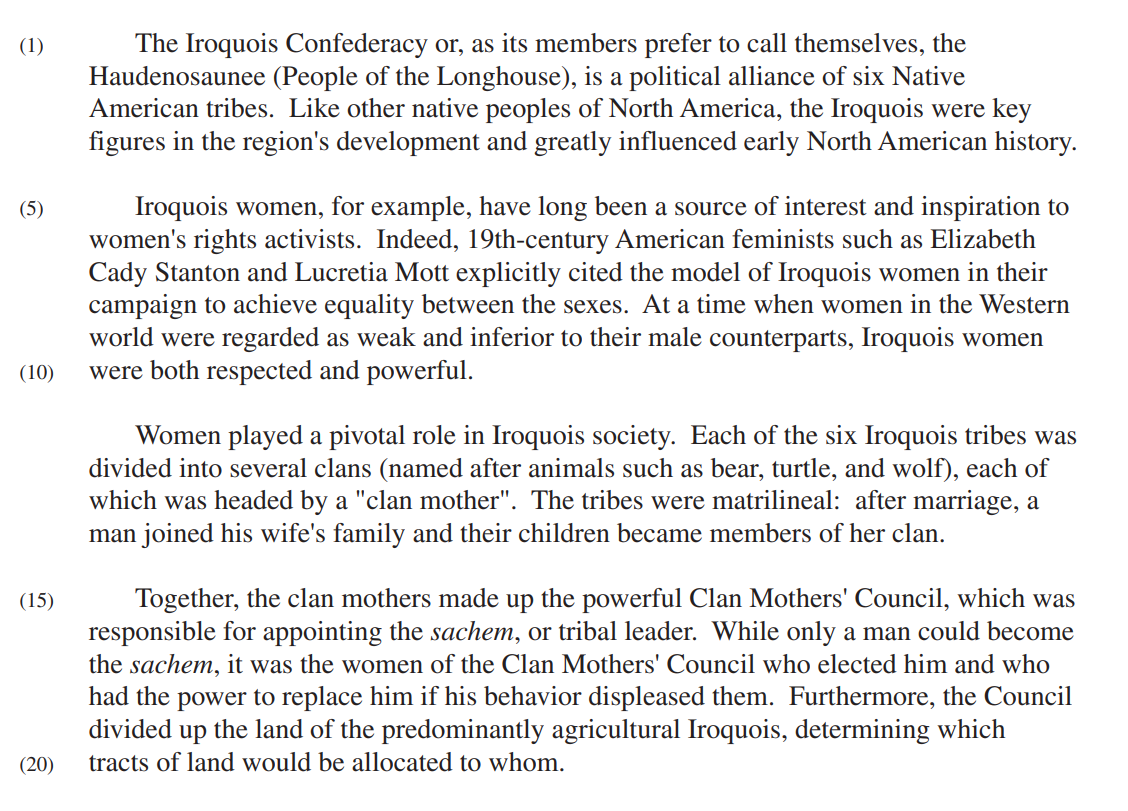 (1) The Iroquois Confederacy or, as its members prefer to call themselves, the
Haudenosaunee (People of the Longhouse), is a political alliance of six Native
American tribes. Like other native peoples of North America, the Iroquois were key
figures in the region's development and greatly influenced early North American history.
(5) Iroquois women, for example, have long been a source of interest and inspiration to
women's rights activists. Indeed, 19th-century American feminists such as Elizabeth
Cady Stanton and Lucretia Mott explicitly cited the model of Iroquois women in their
campaign to achieve equality between the sexes. At a time when women in the Western
world were regarded as weak and inferior to their male counterparts, Iroquois women
(10) were both respected and powerful.
Women played a pivotal role in Iroquois society. Each of the six Iroquois tribes was
divided into several clans (named after animals such as bear, turtle, and wolf), each of
which was headed by a "clan mother". The tribes were matrilineal: after marriage, a
man joined his wife's family and their children became members of her clan.
(15) Together, the clan mothers made up the powerful Clan Mothers' Council, which was
responsible for appointing the sachem, or tribal leader. While only a man could become
the sachem, it was the women of the Clan Mothers' Council who elected him and who
had the power to replace him if his behavior displeased them. Furthermore, the Council
divided up the land of the predominantly agricultural Iroquois, determining which
(20) tracts of land would be allocated to whom.